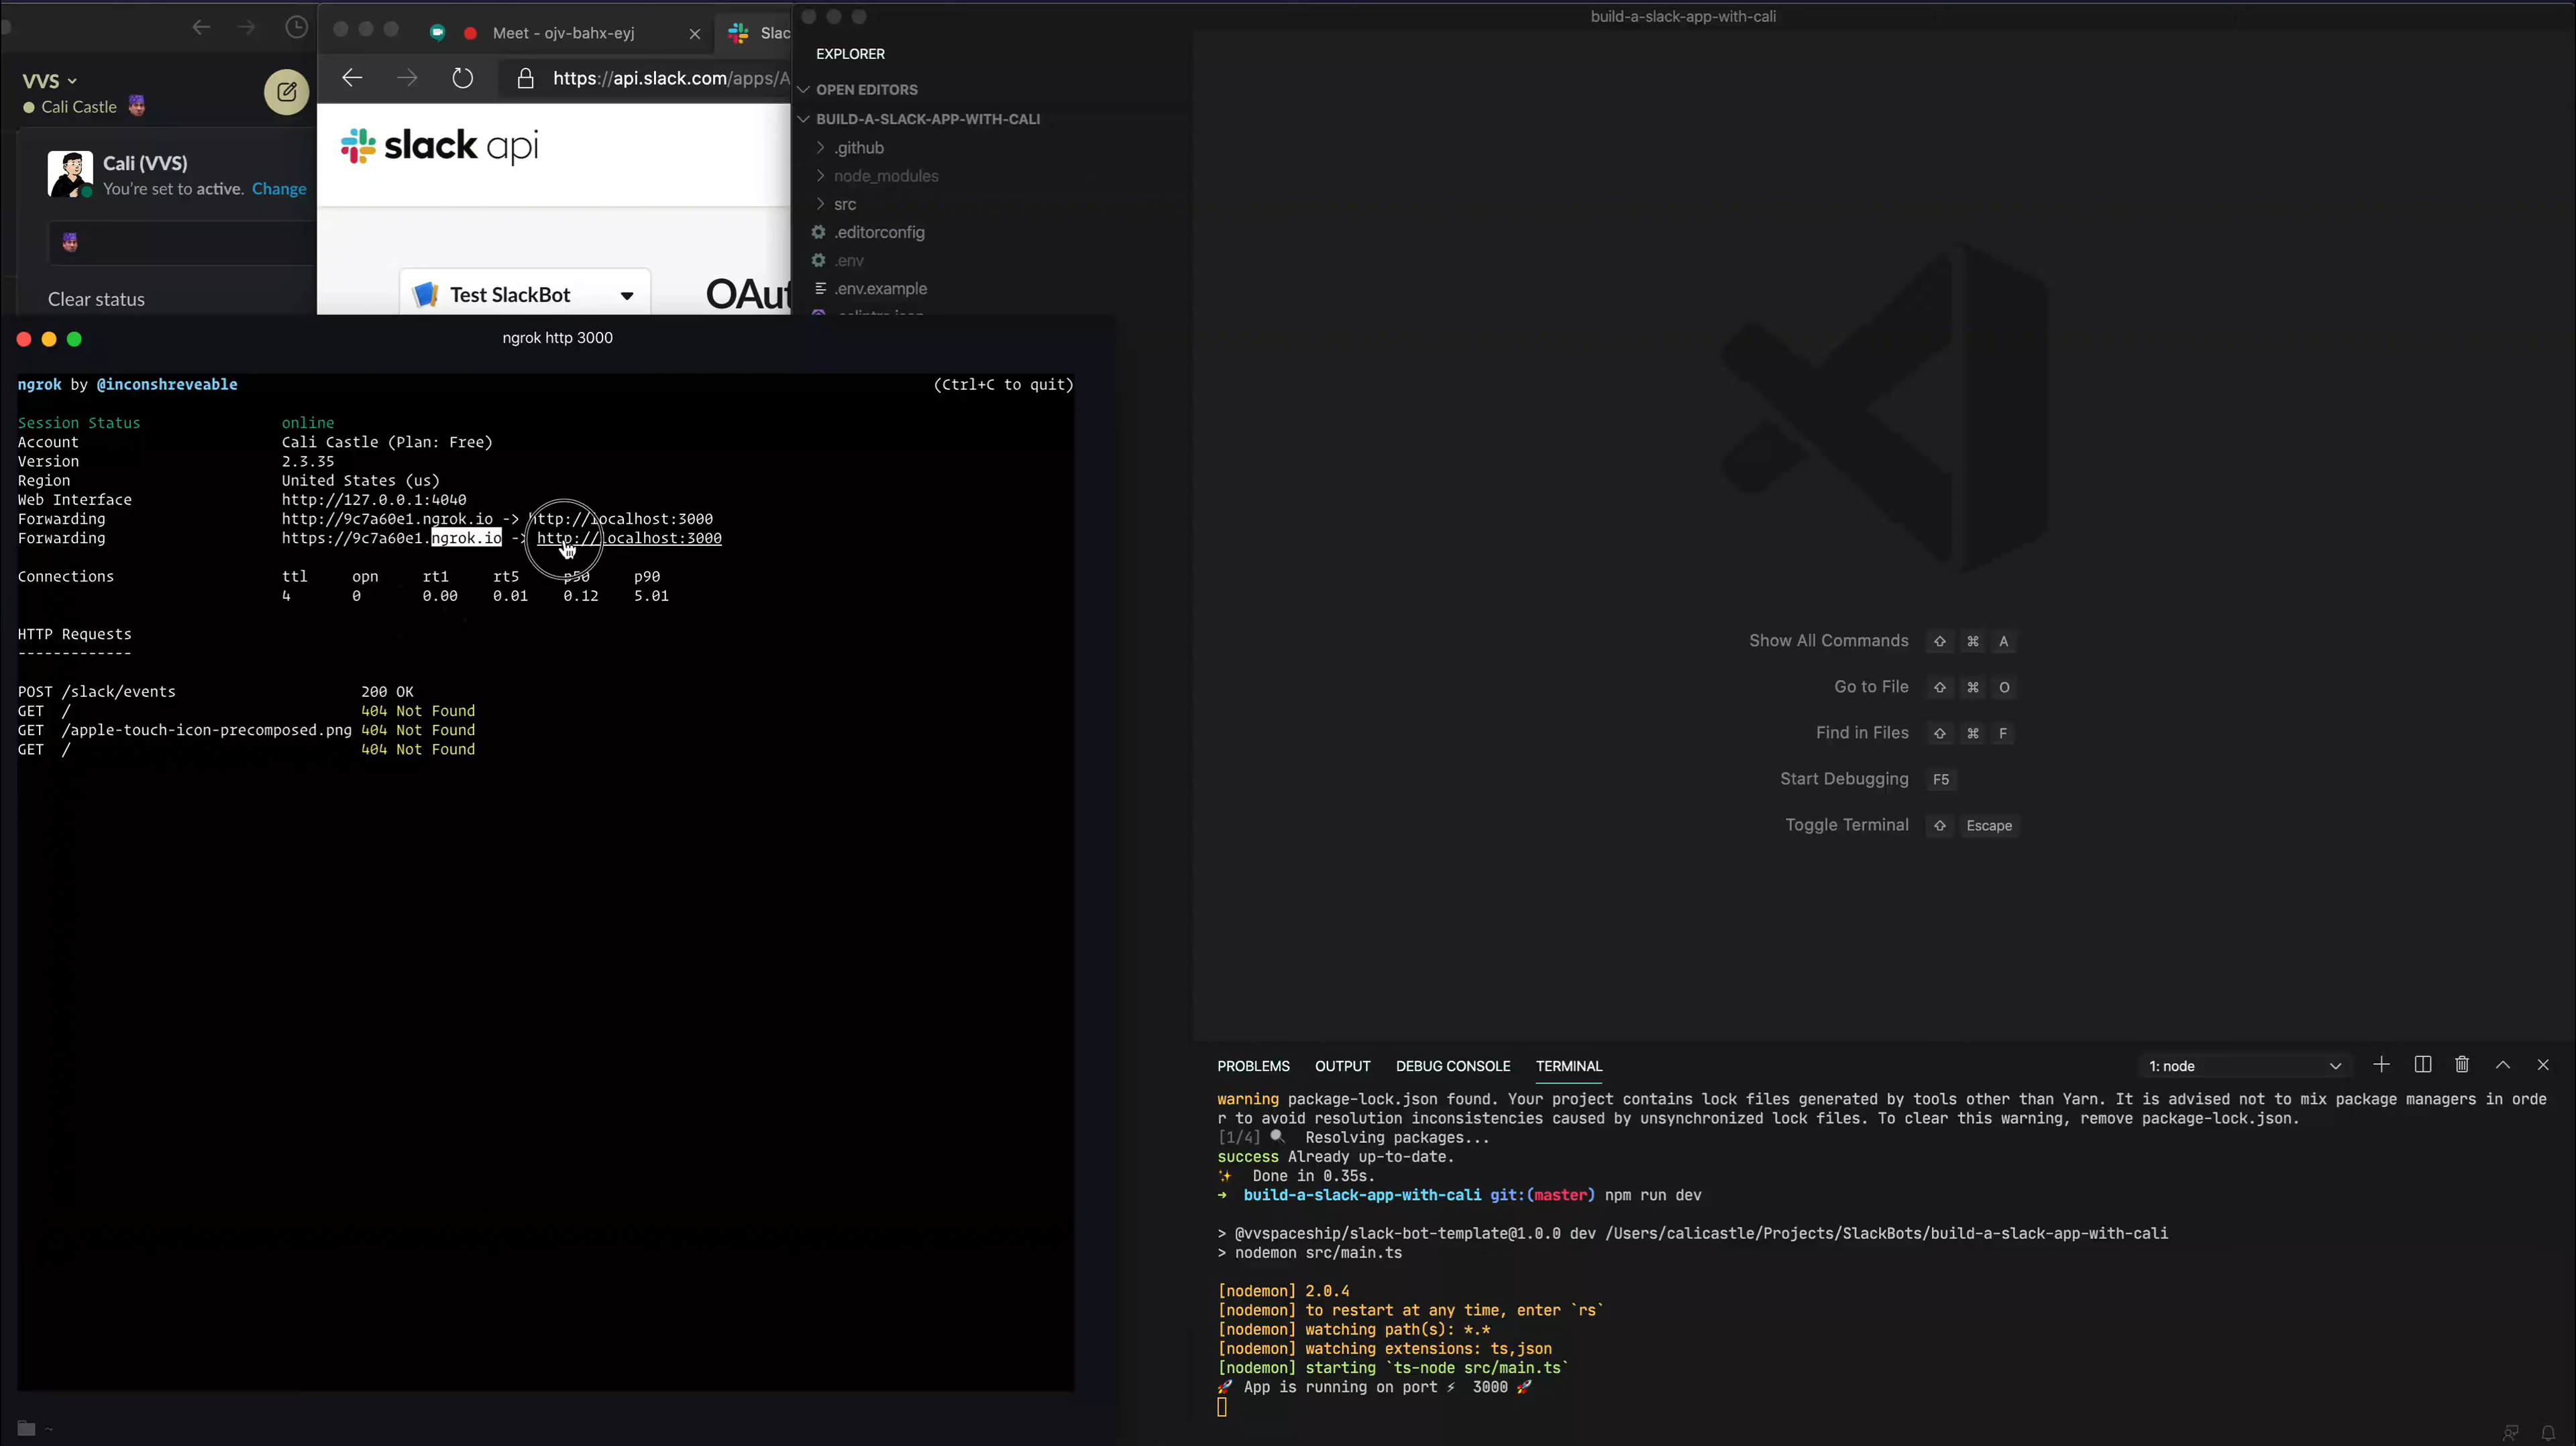 VVS
Cali Castle
Cali (VVS)
You're set to active. Change
Clear status
Meet - ojv-bahx-eyj
Slac
https://api.slack.com/apps/A
slack api
Test SlackBot
OAut
build-a-slack-app-with-cali
EXPLORER
OPEN EDITORS
BUILD-A-SLACK-APP-WITH-CALI
.github
node_modules
src
.editorconfig
.env
.env.example
ngrok http 3000
ngrok by @inconshreveable (Ctrl+C to quit)
Session Status online
Account Cali Castle (Plan: Free)
Version 2.3.35
Region United States (us)
Web Interface http://127.0.0.1:4040
Forwarding http://9c7a60e1.ngrok.io -> http://localhost:3000
Forwarding https://9c7a60e1.ngrok.io -> http://localhost:3000
Connections ttl opn rt1 rt5 p50 p90
4 0 0.00 0.01 0.12 5.01
HTTP Requests
-------------
POST /slack/events 200 OK
GET / 404 Not Found
GET /apple-touch-icon-precomposed.png 404 Not Found
GET / 404 Not Found
~
Show All Commands ⇧ ⌘ A
Go to File ⇧ ⌘ O
Find in Files ⇧ ⌘ F
Start Debugging F5
Toggle Terminal ⇧ Escape
PROBLEMS OUTPUT DEBUG CONSOLE TERMINAL 1: node
warning package-lock.json found. Your project contains lock files generated by tools other than Yarn. It is advised not to mix package managers in orde
r to avoid resolution inconsistencies caused by unsynchronized lock files. To clear this warning, remove package-lock.json.
[1/4] 🔍 Resolving packages...
success Already up-to-date.
✨ Done in 0.35s.
➜ build-a-slack-app-with-cali git:(master) npm run dev
> @vvspaceship/slack-bot-template@1.0.0 dev /Users/calicastle/Projects/SlackBots/build-a-slack-app-with-cali
> nodemon src/main.ts
[nodemon] 2.0.4
[nodemon] to restart at any time, enter `rs`
[nodemon] watching path(s): *.*
[nodemon] watching extensions: ts,json
[nodemon] starting `ts-node src/main.ts`
🚀 App is running on port ⚡ 3000 🚀